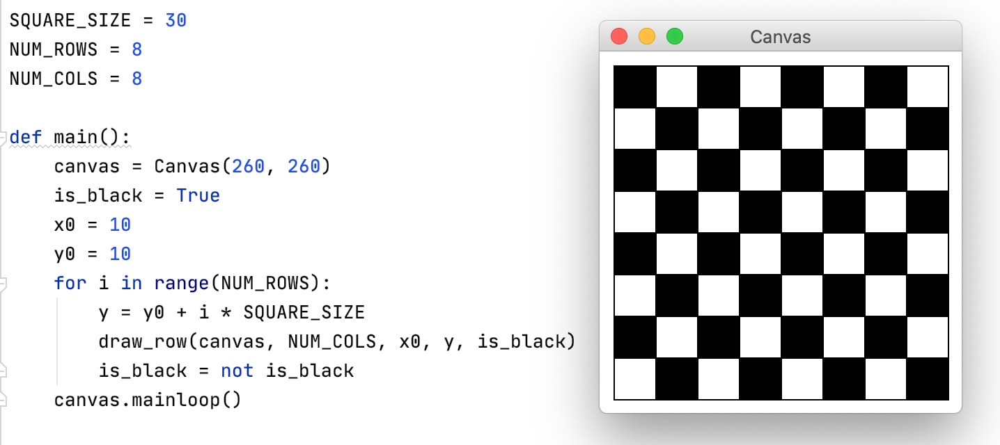 SQUARE_SIZE = 30
NUM_ROWS = 8
NUM_COLS = 8
def main():
    canvas = Canvas(260, 260)
    is_black = True
    x0 = 10
    y0 = 10
    for i in range(NUM_ROWS):
        y = y0 + i * SQUARE_SIZE
        draw_row(canvas, NUM_COLS, x0, y, is_black)
        is_black = not is_black
    canvas.mainloop()
Canvas